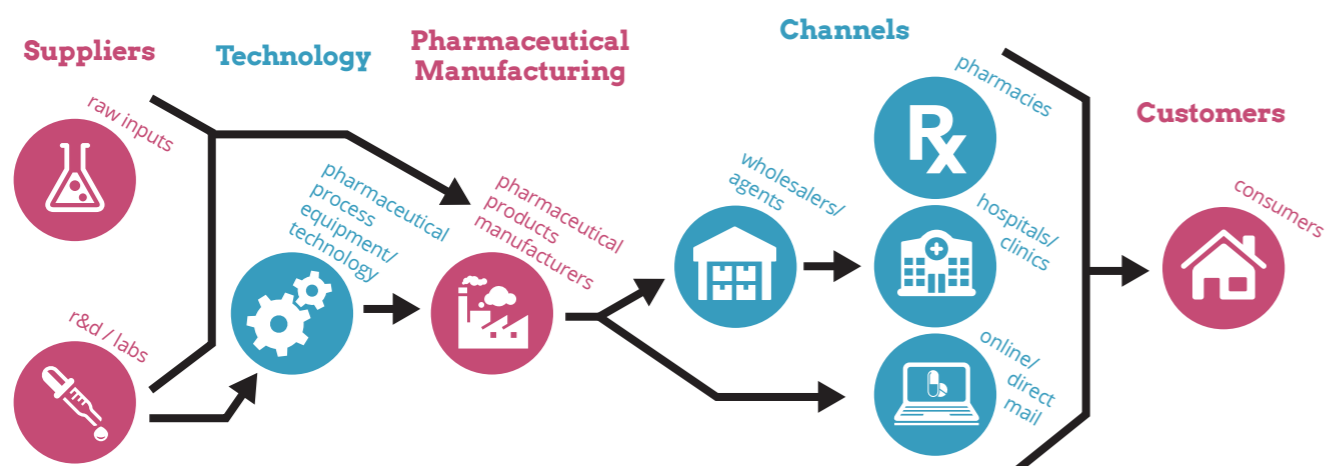 Suppliers
Technology
Pharmaceutical
Manufacturing
Channels
Customers
raw inputs
r&d / labs
pharmaceutical
process
equipment/
technology
pharmaceutical
products
manufacturers
wholesalers/
agents
pharmacies
Rx
hospitals/
clinics
online/
direct
mail
consumers